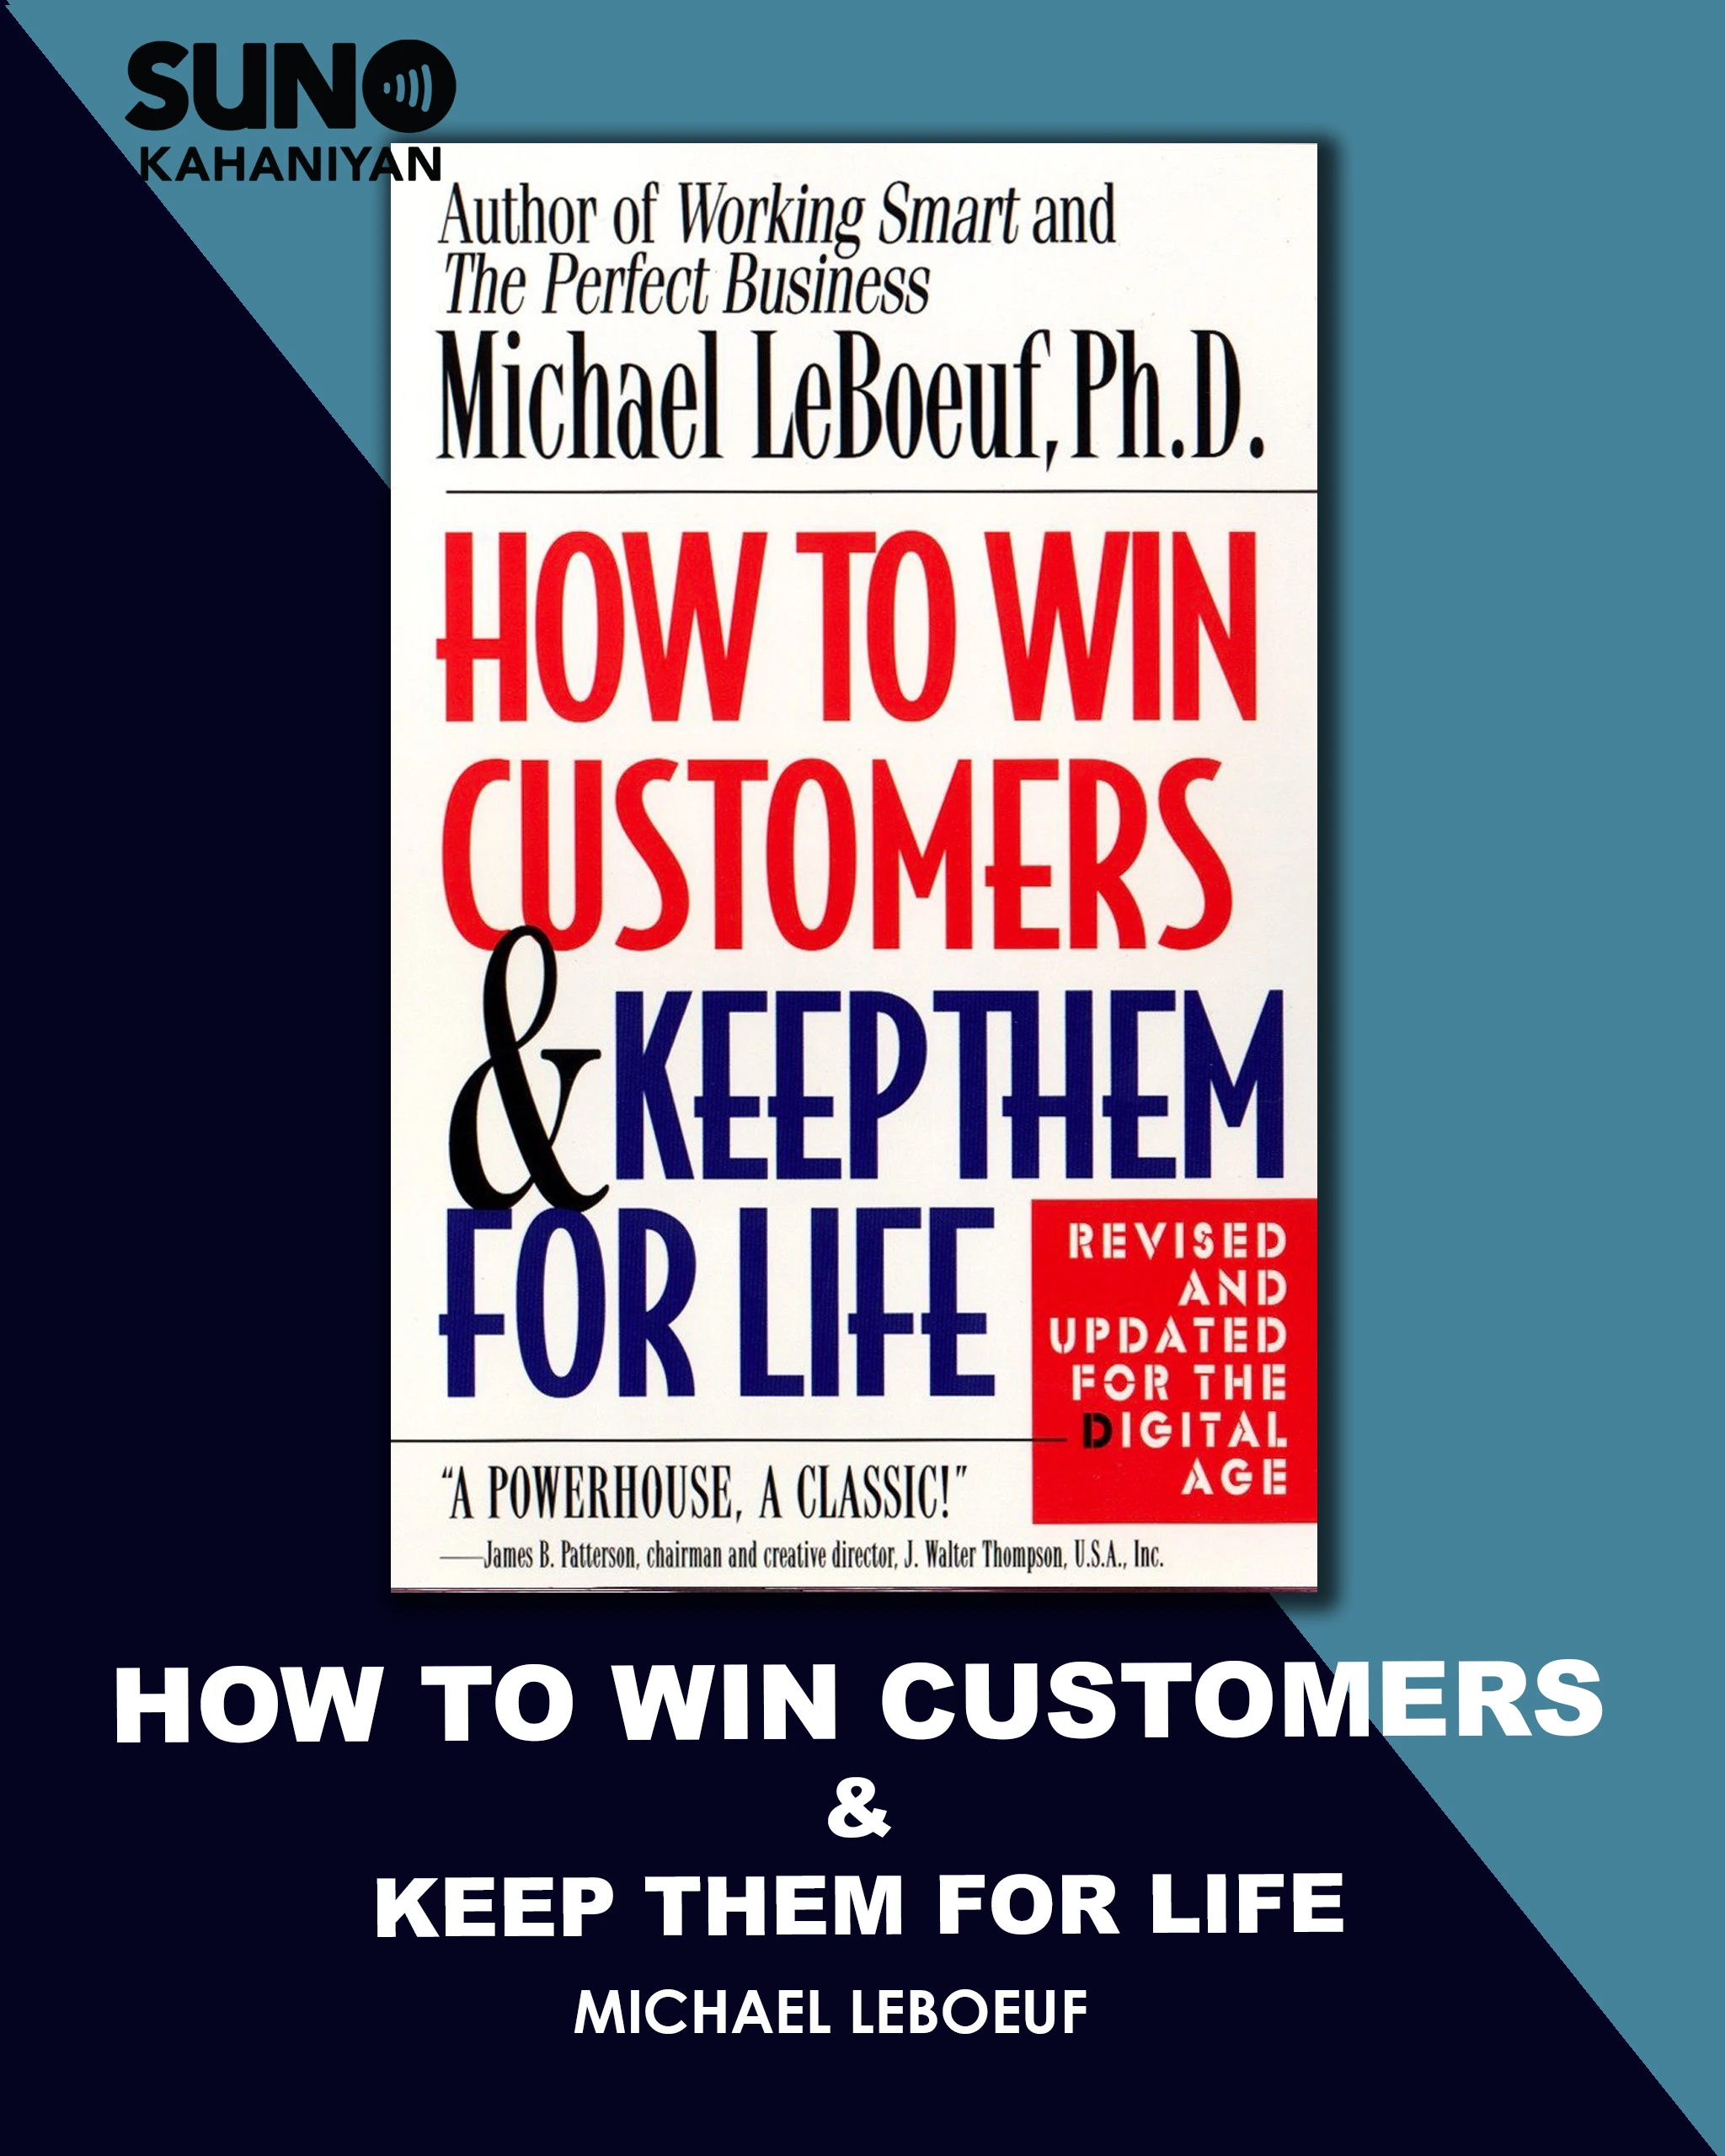 SUNO
KAHANIYAN
Author of Working Smart and
The Perfect Business
Michael LeBoeuf, Ph.D.
HOW TO WIN
CUSTOMERS
& KEEP THEM
FOR LIFE
REVISED
AND
UPDATED
FOR THE
DIGITAL
AGE
“A POWERHOUSE, A CLASSIC!”
—James B. Patterson, chairman and creative director, J. Walter Thompson, U.S.A., Inc.
HOW TO WIN CUSTOMERS
&
KEEP THEM FOR LIFE
MICHAEL LEBOEUF